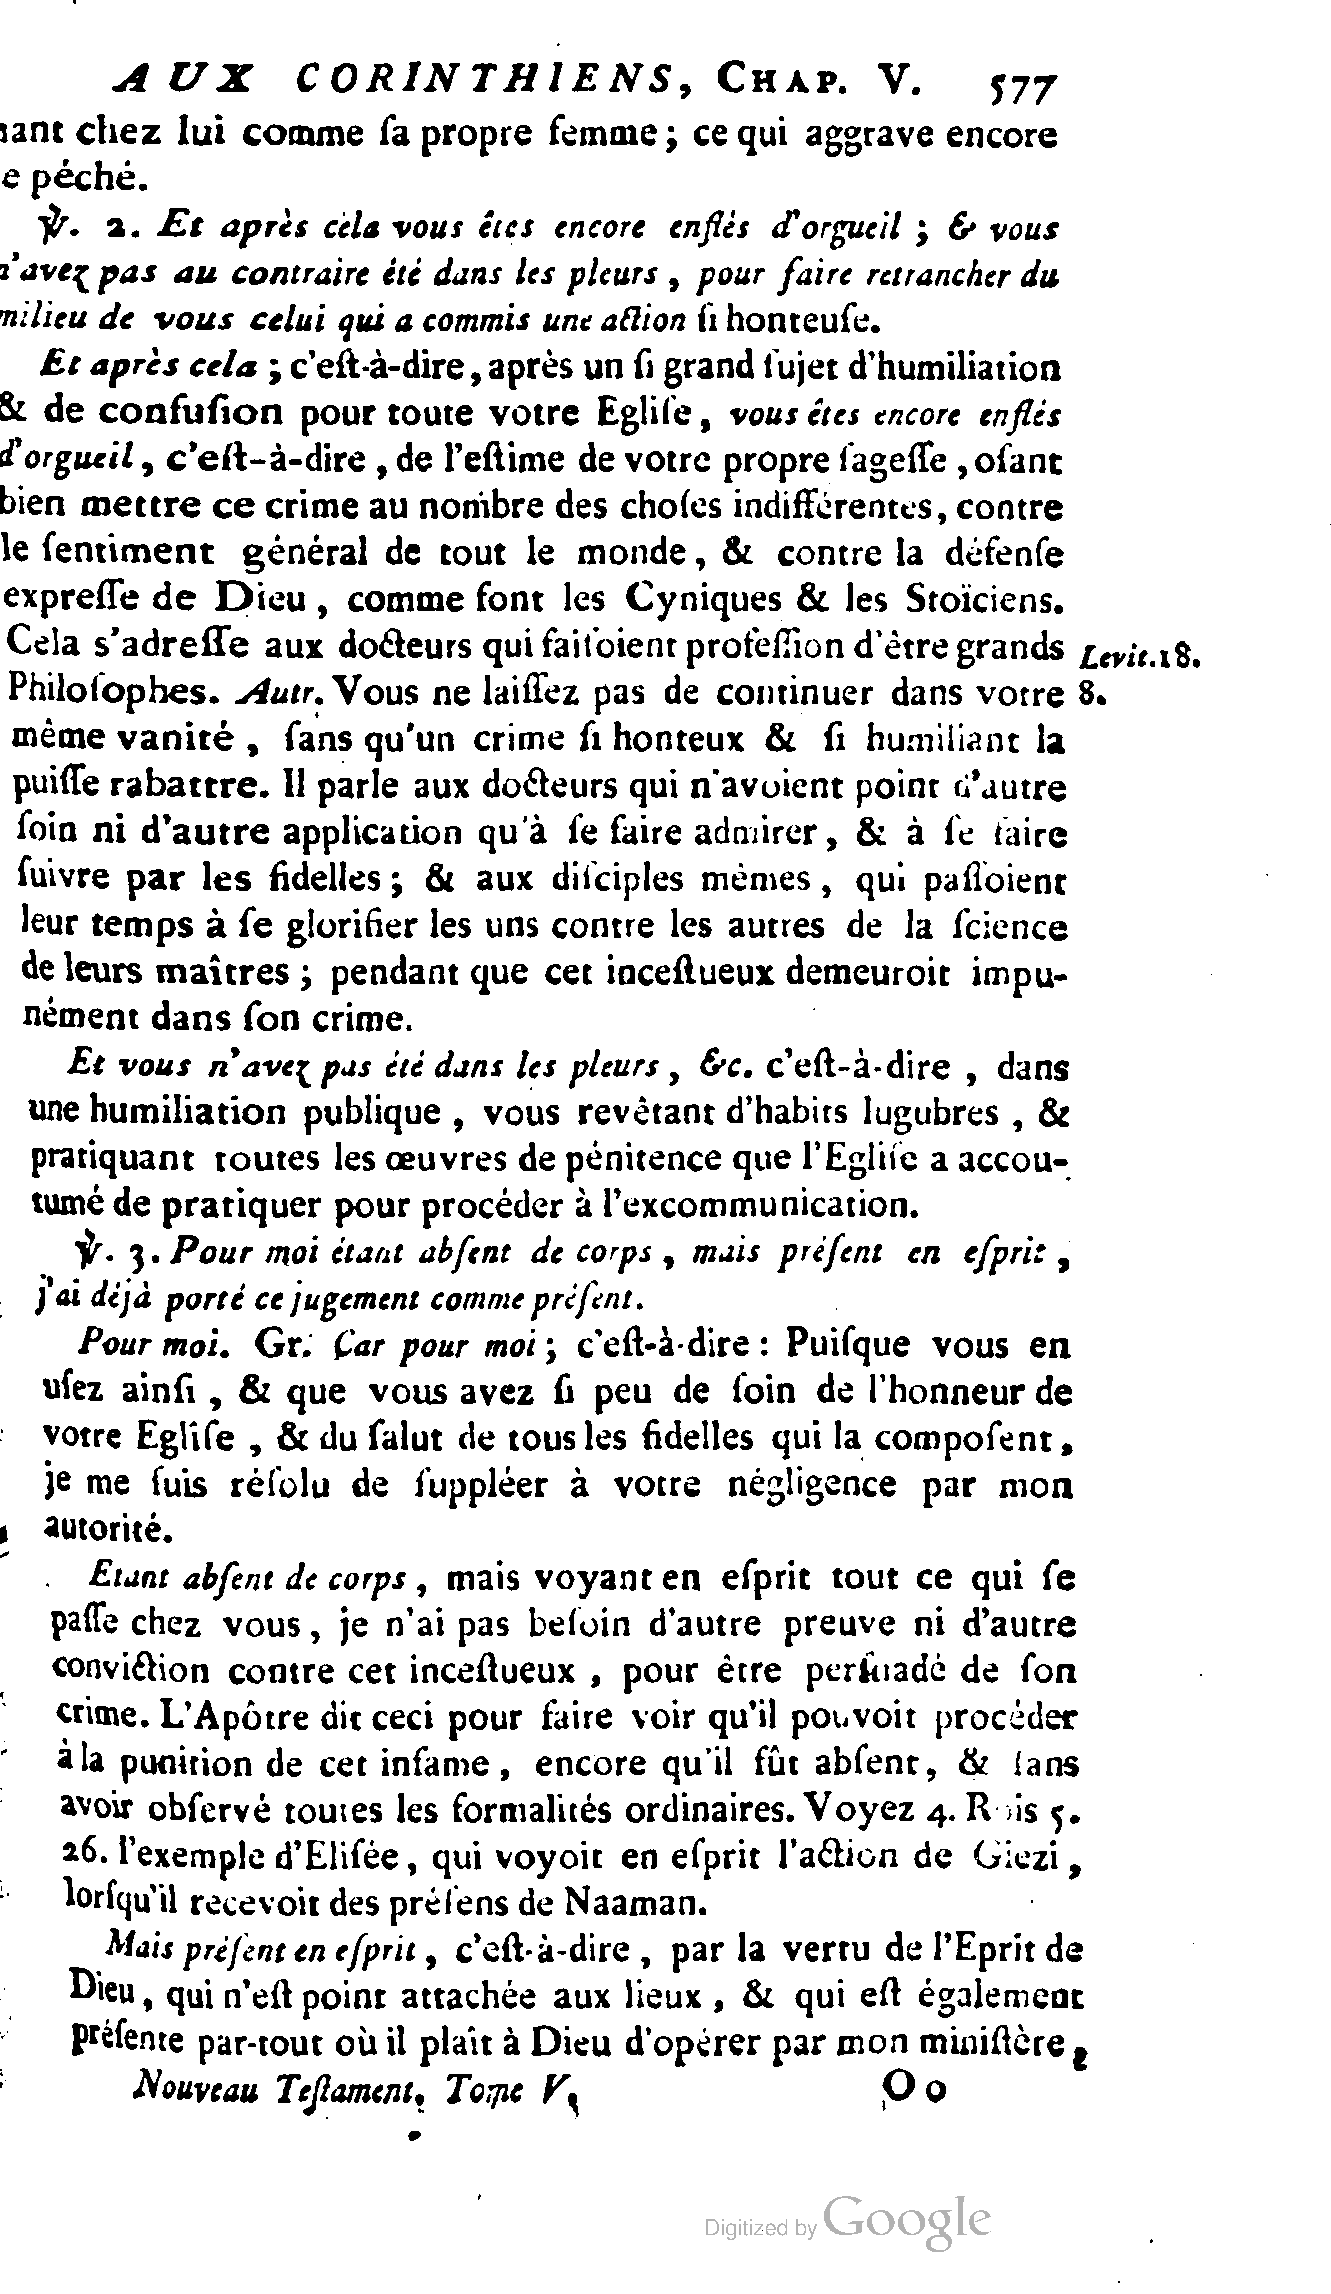 AUX CORINTHIENS, CHAP. V. 577
nant chez lui comme ſa propre femme ; ce qui aggrave encore
e péché.
℣. 2. Et après cela vous êtes encore enflés d'orgueil ; & vous
n'avez pas au contraire été dans les pleurs , pour faire retrancher du
milieu de vous celui qui a commis une action ſi honteuſe.
Et après cela ; c'eſt-à-dire, après un ſi grand ſujet d'humiliation
& de confuſion pour toute votre Egliſe, vous êtes encore enflés
d'orgueil, c'eſt-à-dire , de l'eſtime de votre propre ſageſſe , oſant
bien mettre ce crime au nombre des choſes indifférentes, contre
le ſentiment général de tout le monde, & contre la défenſe
expreſſe de Dieu , comme font les Cyniques & les Stoïciens.
Cela s'adreſſe aux docteurs qui faiſoient profeſſion d'être grands Levit.18.
Philoſophes. Autr. Vous ne laiſſez pas de continuer dans votre 8.
même vanité , ſans qu'un crime ſi honteux & ſi humiliant la
puiſſe rabattre. Il parle aux docteurs qui n'avoient point d'autre
ſoin ni d'autre application qu'à ſe faire admirer, & à ſe faire
ſuivre par les fidelles ; & aux diſciples mêmes, qui paſſoient
leur temps à ſe glorifier les uns contre les autres de la ſcience
de leurs maîtres ; pendant que cet inceſtueux demeuroit impu-
nément dans ſon crime.
Et vous n'avez pas été dans les pleurs , &c. c'eſt-à-dire , dans
une humiliation publique , vous revêtant d'habits lugubres , &
pratiquant toutes les œuvres de pénitence que l'Egliſe a accou-
tumé de pratiquer pour procéder à l'excommunication.
℣. 3. Pour moi étant abſent de corps , mais préſent en eſprit ,
j'ai déjà porté ce jugement comme préſent.
Pour moi. Gr. Car pour moi ; c'eſt-à-dire : Puiſque vous en
uſez ainſi , & que vous avez ſi peu de ſoin de l'honneur de
votre Egliſe , & du ſalut de tous les fidelles qui la compoſent,
je me ſuis réſolu de ſuppléer à votre négligence par mon
autorité.
Etant abſent de corps , mais voyant en eſprit tout ce qui ſe
paſſe chez vous, je n'ai pas beſoin d'autre preuve ni d'autre
conviction contre cet inceſtueux , pour être perſuadé de ſon
crime. L'Apôtre dit ceci pour faire voir qu'il pouvoit procéder
à la punition de cet infame , encore qu'il fût abſent, & ſans
avoir obſervé toutes les formalités ordinaires. Voyez 4. Rois 5.
26. l'exemple d'Eliſée, qui voyoit en eſprit l'action de Giezi,
lorſqu'il recevoit des préſens de Naaman.
Mais préſent en eſprit , c'eſt-à-dire , par la vertu de l'Eprit de
Dieu, qui n'eſt point attachée aux lieux , & qui eſt également
préſente par-tout où il plaît à Dieu d'opérer par mon miniſtère ,
Nouveau Teſtament. Tome V. O o
Digitized by Google